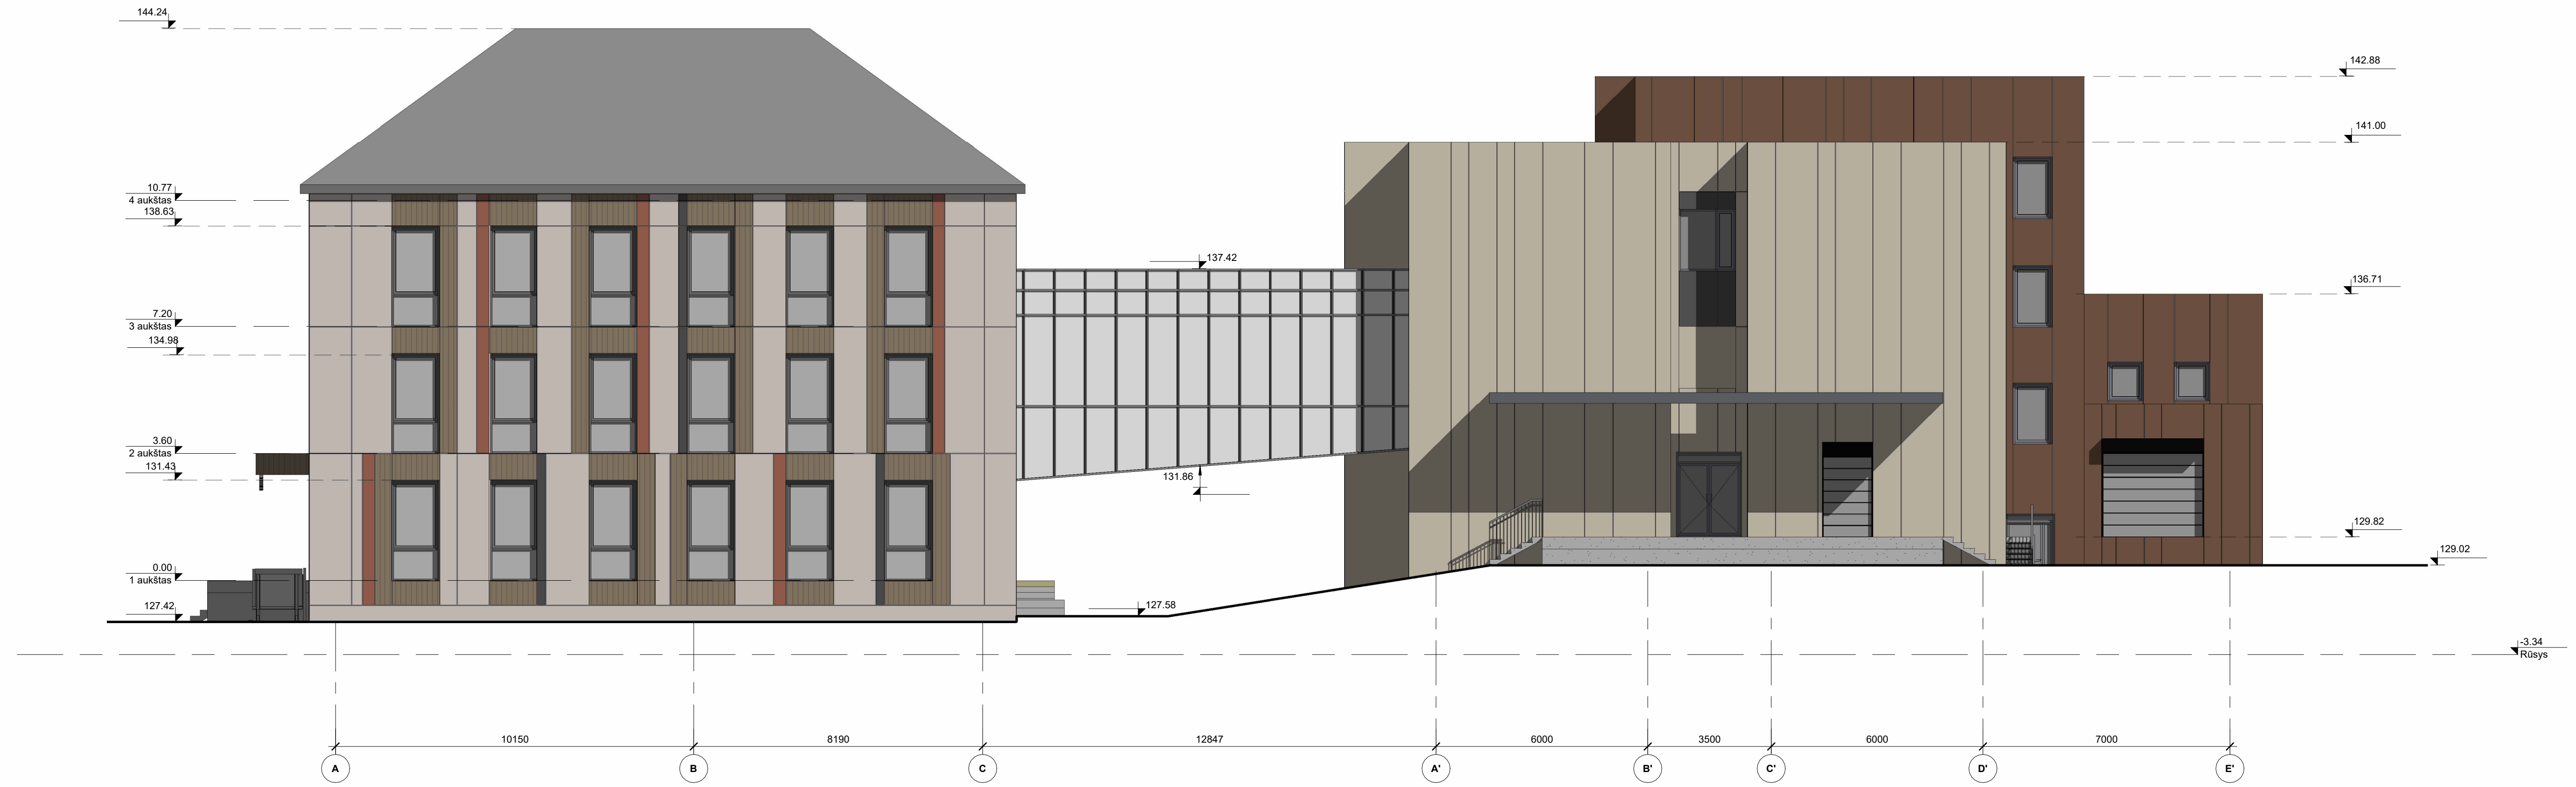 144.24
142.88
141.00
10.77
4 aukštas
138.63
137.42
136.71
7.20
3 aukštas
134.98
3.60
2 aukštas
131.43
131.86
129.82
129.02
0.00
1 aukštas
127.42
127.58
-3.34
Rūsys
10150 8190 12847 6000 3500 6000 7000
A B C A' B' C' D' E'